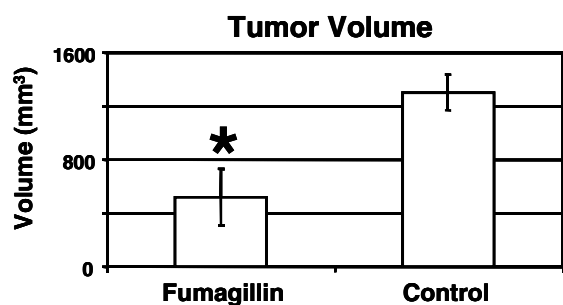 Tumor Volume
Volume (mm³)
1600
800
0
*
Fumagillin
Control